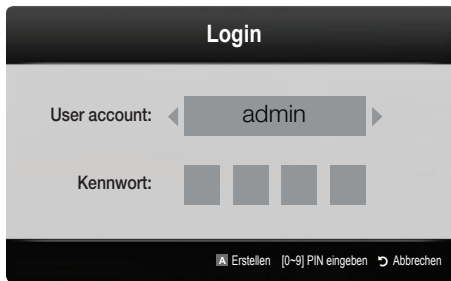 Login
User account: admin
Kennwort:
A Erstellen [0~9] PIN eingeben Abbrechen